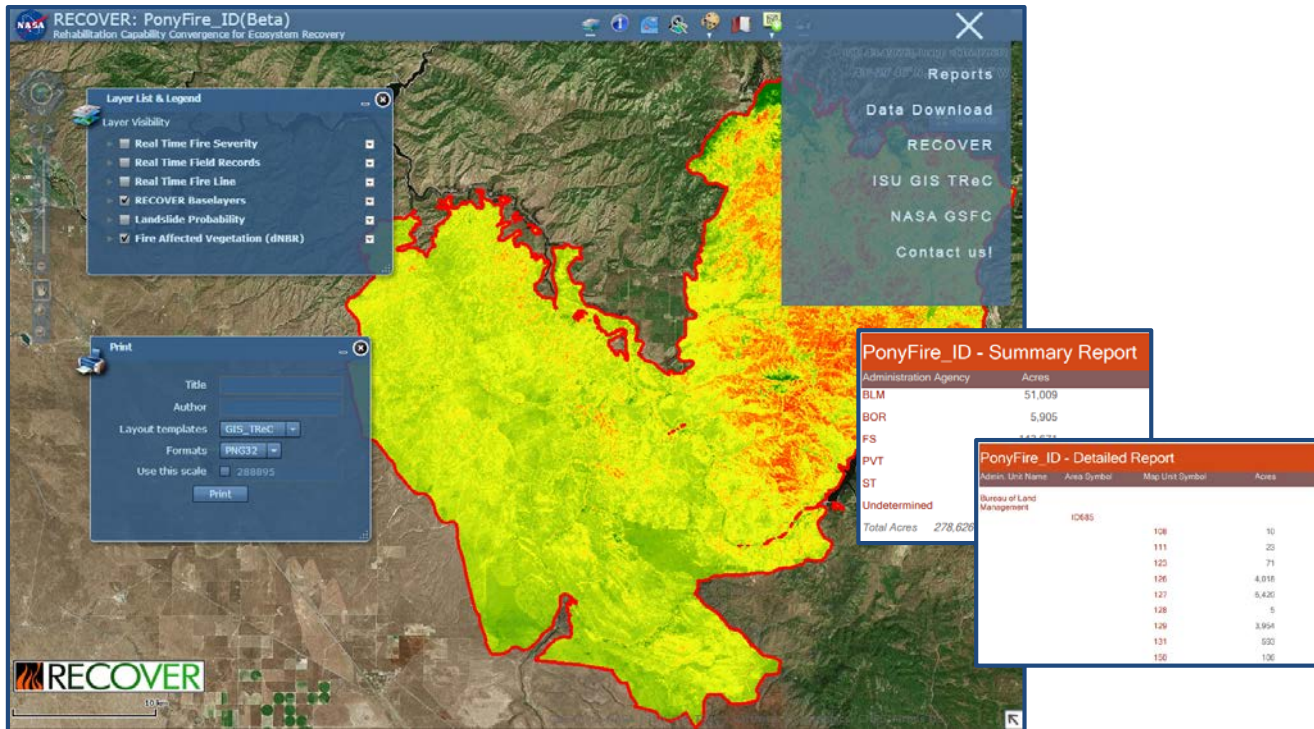 NASA
RECOVER: PonyFire_ID(Beta)
Rehabilitation Capability Convergence for Ecosystem Recovery
Reports
Data Download
RECOVER
ISU GIS TReC
NASA GSFC
Contact us!
Layer List & Legend
Layer Visibility
Real Time Fire Severity
Real Time Field Records
Real Time Fire Line
RECOVER Baselayers
Landslide Probability
Fire Affected Vegetation (dNBR)
Print
Title
Author
Layout templates GIS_TReC
Formats PNG32
Use this scale 288895
Print
PonyFire_ID - Summary Report
Administration Agency Acres
BLM 51,009
BOR 5,905
FS
PVT
ST
Undetermined
Total Acres 278,626
PonyFire_ID - Detailed Report
Admin. Unit Name Area Symbol Map Unit Symbol Acres
Bureau of Land
Management
ID685
108 10
111 23
123 71
126 4,018
127
128 5
129 3,954
131
150
RECOVER
10 km